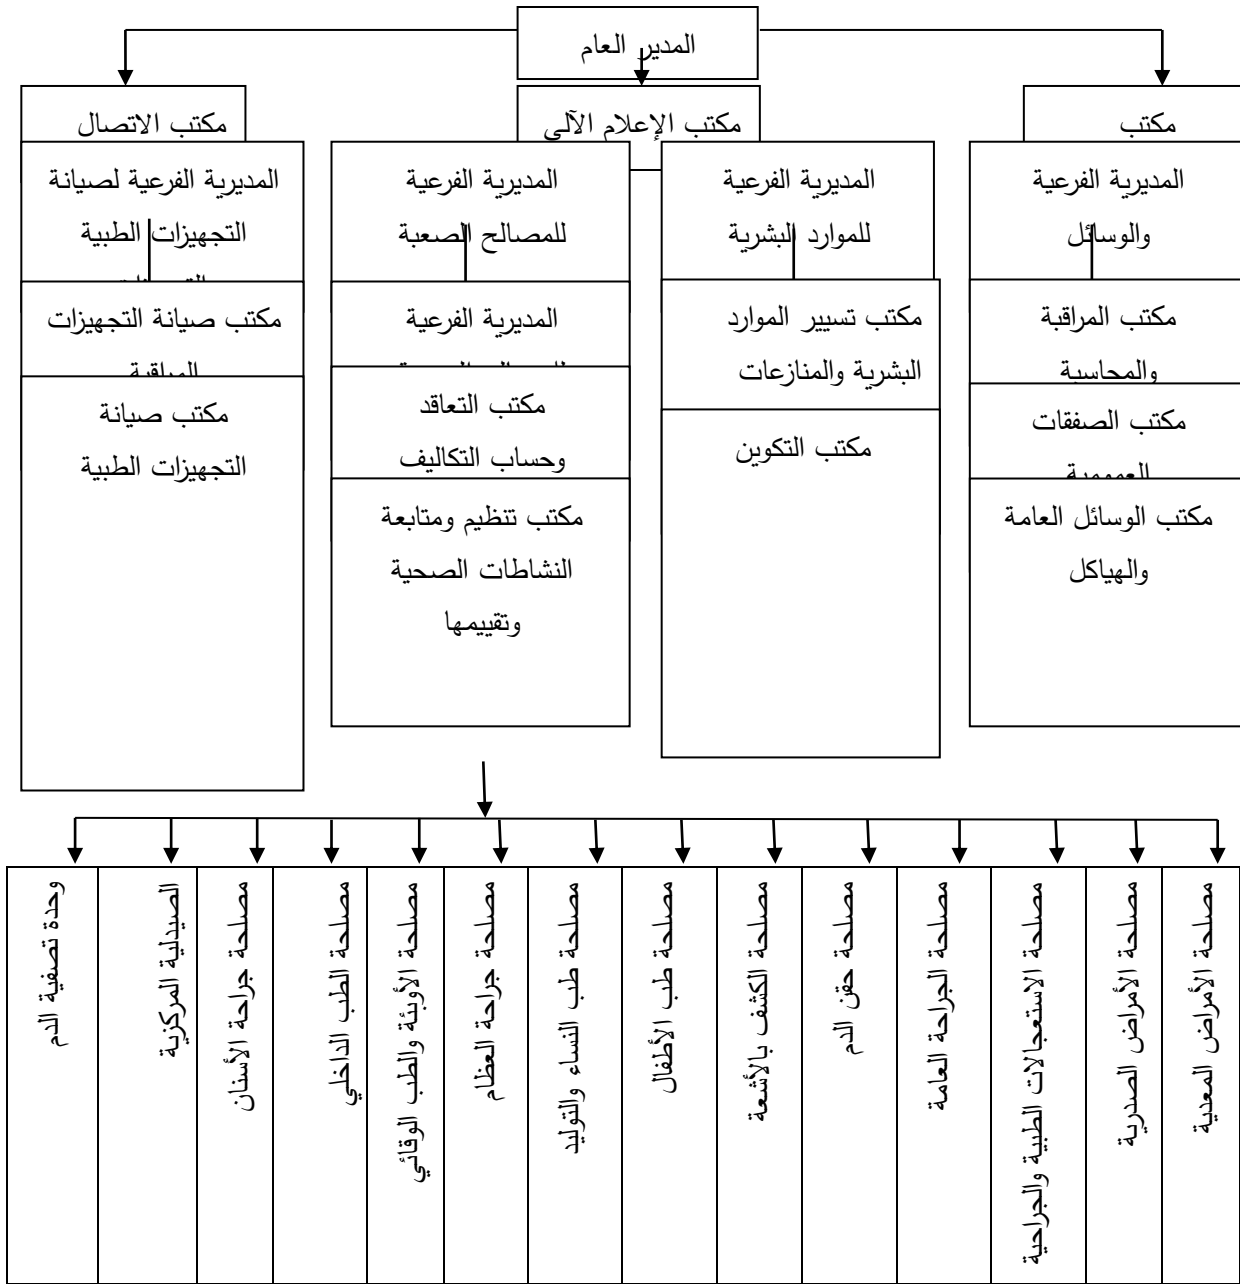 المدير العام
مكتب
مكتب الإعلام الآلي
مكتب الاتصال
المديرية الفرعية
والوسائل
المديرية الفرعية
للموارد البشرية
المديرية الفرعية
للمصالح الصعبة
المديرية الفرعية لصيانة
التجهيزات الطبية
مكتب المراقبة
والمحاسبة
مكتب تسيير الموارد
البشرية والمنازعات
المديرية الفرعية
مكتب صيانة التجهيزات
المراقبة
مكتب الصفقات
العمومية
مكتب التكوين
مكتب التعاقد
وحساب التكاليف
مكتب صيانة
التجهيزات الطبية
مكتب الوسائل العامة
والهياكل
مكتب تنظيم ومتابعة
النشاطات الصحية
وتقييمها
مصلحة الأمراض المعدية
مصلحة الأمراض الصدرية
مصلحة الاستعجالات الطبية والجراحية
مصلحة الجراحة العامة
مصلحة حقن الدم
مصلحة الكشف بالأشعة
مصلحة طب الأطفال
مصلحة طب النساء والتوليد
مصلحة جراحة العظام
مصلحة الأوبئة والطب الوقائي
مصلحة الطب الداخلي
مصلحة جراحة الأسنان
الصيدلية المركزية
وحدة تصفية الدم